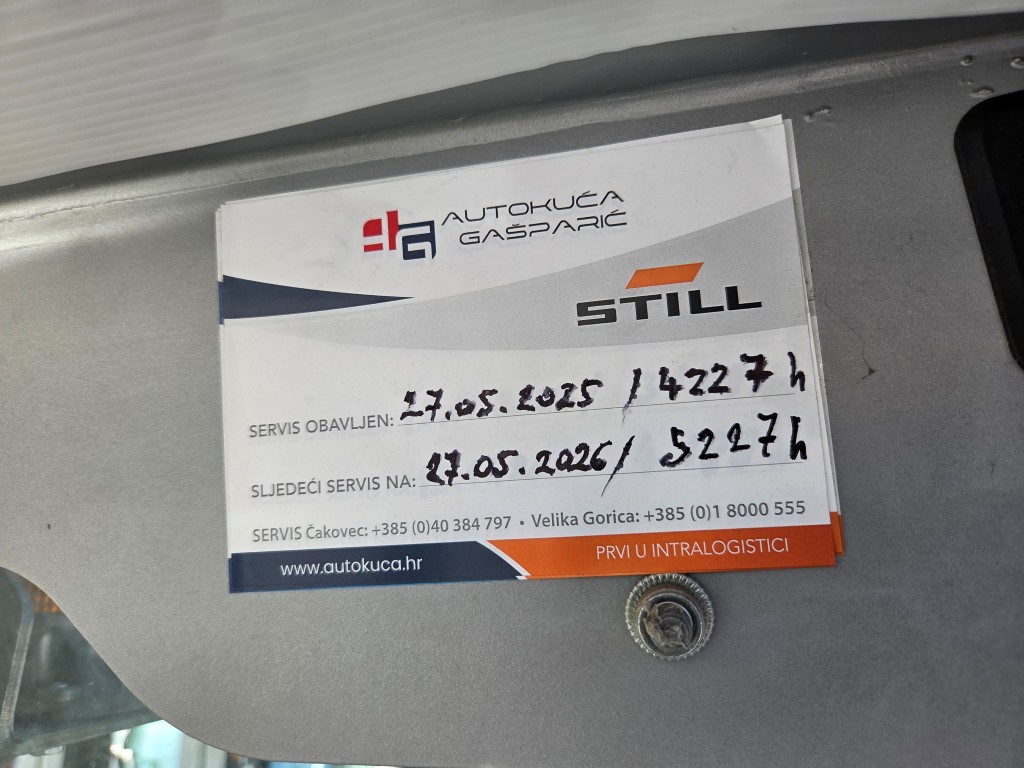 AUTOKUĆA
GAŠPARIĆ
STILL
SERVIS OBAVLJEN: 27.05.2025 / 4227 h
SLJEDEĆI SERVIS NA: 27.05.2026 / 5227 h
SERVIS Čakovec: +385 (0)40 384 797 • Velika Gorica: +385 (0)1 8000 555
www.autokuca.hr PRVI U INTRALOGISTICI